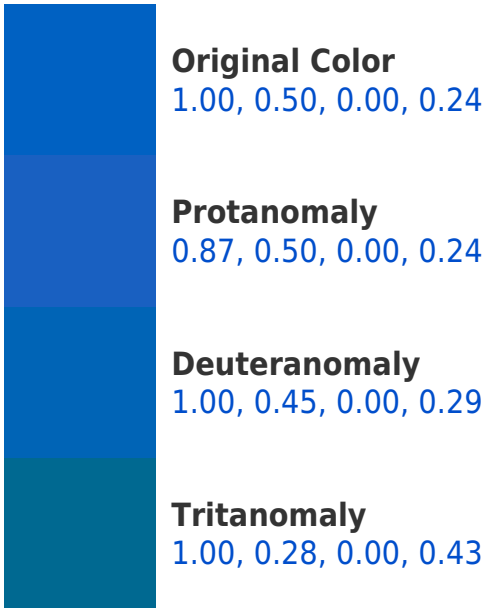 Original Color
1.00, 0.50, 0.00, 0.24
Protanomaly
0.87, 0.50, 0.00, 0.24
Deuteranomaly
1.00, 0.45, 0.00, 0.29
Tritanomaly
1.00, 0.28, 0.00, 0.43